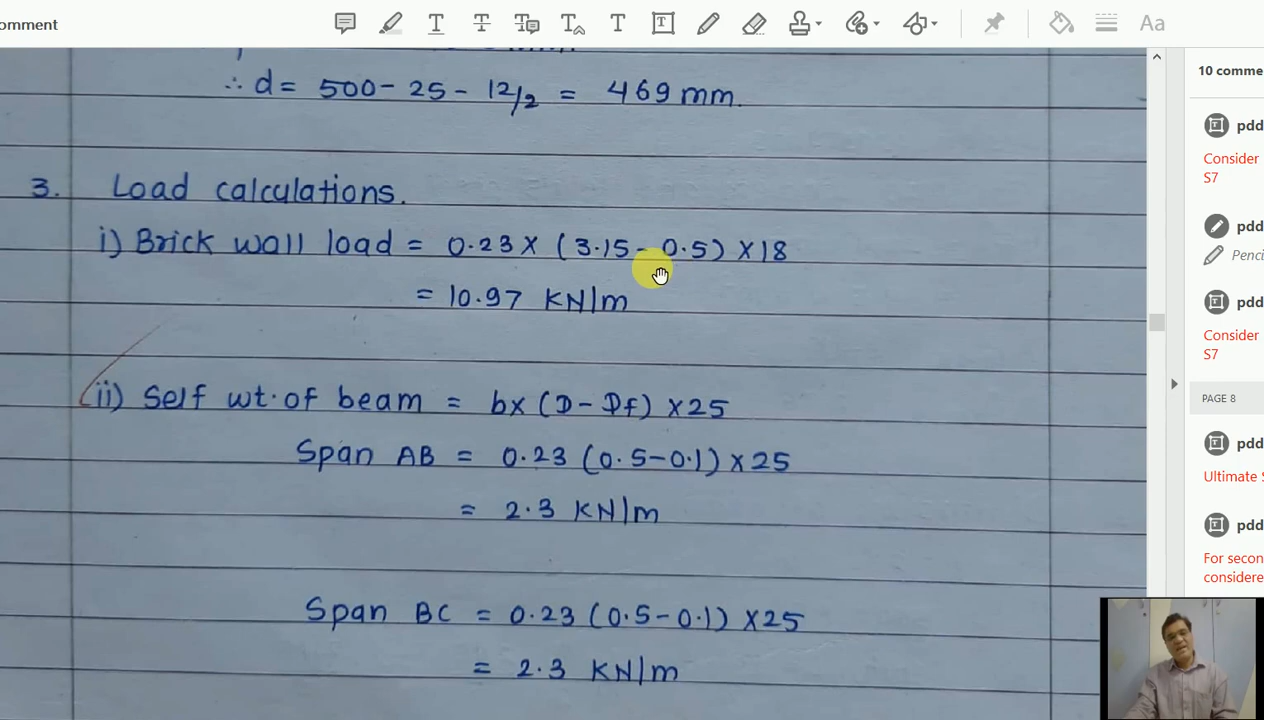 omment
Aa
∴ d = 500 - 25 - 12/2 = 469 mm.
3. Load calculations.
i) Brick wall load = 0.23 x (3.15 - 0.5) x 18
= 10.97 KN/m
ii) Self wt. of beam = bx (D - Df) x 25
Span AB = 0.23 (0.5-0.1) x 25
= 2.3 KN/m
Span BC = 0.23 (0.5-0.1) x 25
= 2.3 KN/m
10 comme
pdd
Consider
S7
pdd
Penci
pdd
Consider
S7
PAGE 8
pdd
Ultimate S
pdd
For secon
considere